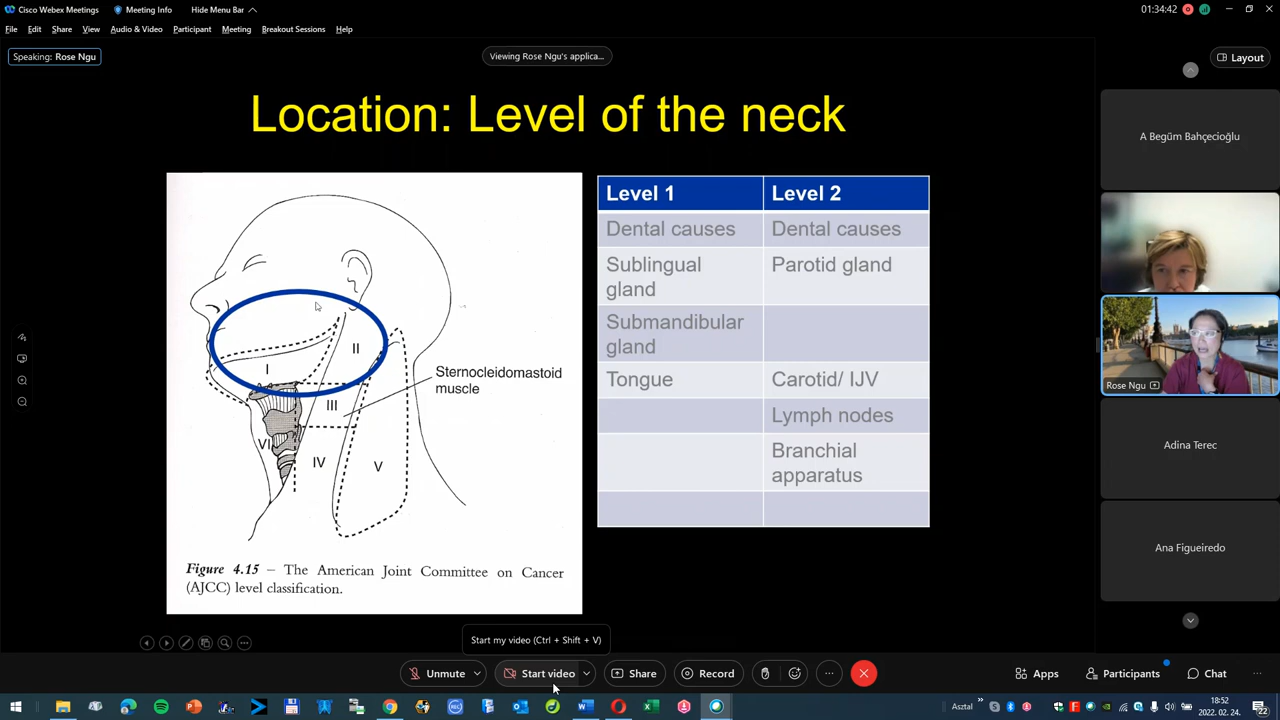 Cisco Webex Meetings
Meeting Info
Hide Menu Bar
01:34:42
File Edit Share View Audio & Video Participant Meeting Breakout Sessions Help
Speaking: Rose Ngu
Viewing Rose Ngu's applica...
Layout
Location: Level of the neck
I
II
III
IV
V
VI
Sternocleidomastoid
muscle
Figure 4.15 – The American Joint Committee on Cancer
(AJCC) level classification.
Level 1 Level 2
Dental causes Dental causes
Sublingual
gland
Parotid gland
Submandibular
gland
Tongue Carotid/ IJV
Lymph nodes
Branchial
apparatus
A Begüm Bahçecioğlu
Rose Ngu
Adina Terec
Ana Figueiredo
Start my video (Ctrl + Shift + V)
Unmute
Start video
Share
Record
Apps
Participants
Chat
REC
Asztal
18:52
2022. 02. 24.